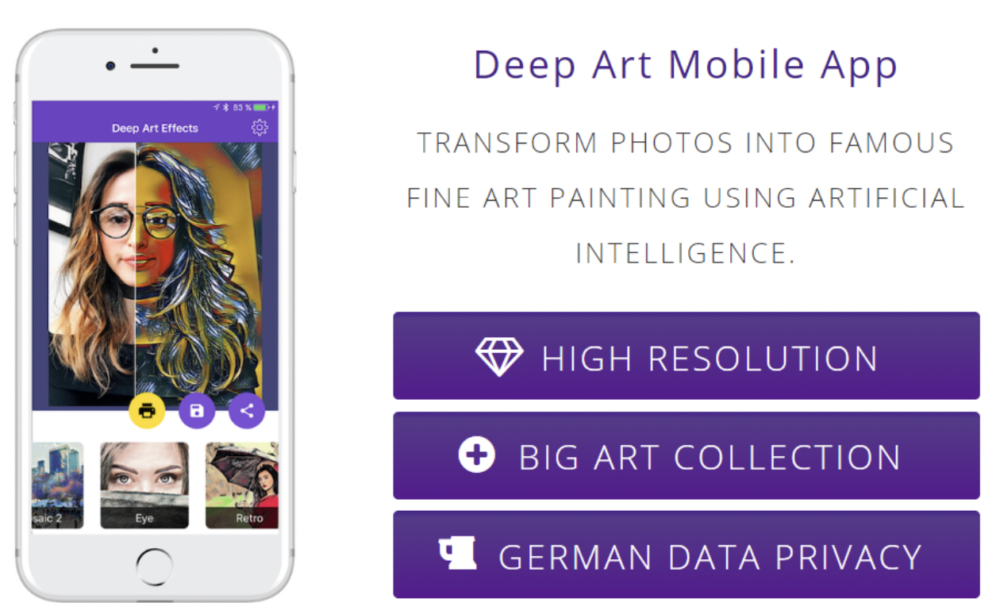 83 %
Deep Art Effects
saic 2
Eye
Retro
Deep Art Mobile App
TRANSFORM PHOTOS INTO FAMOUS
FINE ART PAINTING USING ARTIFICIAL
INTELLIGENCE.
HIGH RESOLUTION
BIG ART COLLECTION
GERMAN DATA PRIVACY